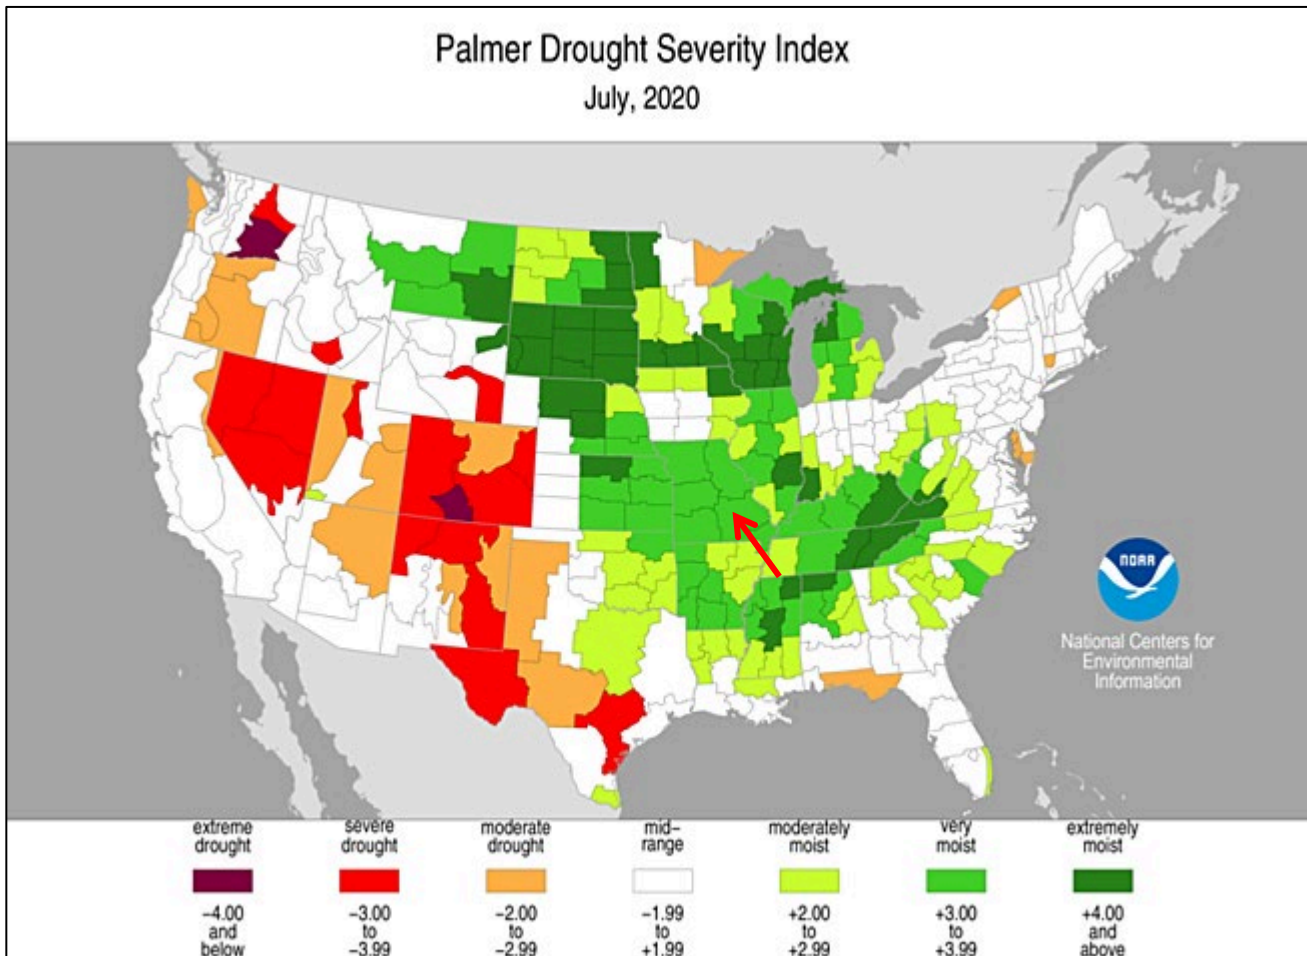 Palmer Drought Severity Index
July, 2020
NOAA
National Centers for
Environmental
Information
extreme
drought
severe
drought
moderate
drought
mid–
range
moderately
moist
very
moist
extremely
moist
−4.00
and
below
−3.00
to
−3.99
−2.00
to
−2.99
−1.99
to
+1.99
+2.00
to
+2.99
+3.00
to
+3.99
+4.00
and
above